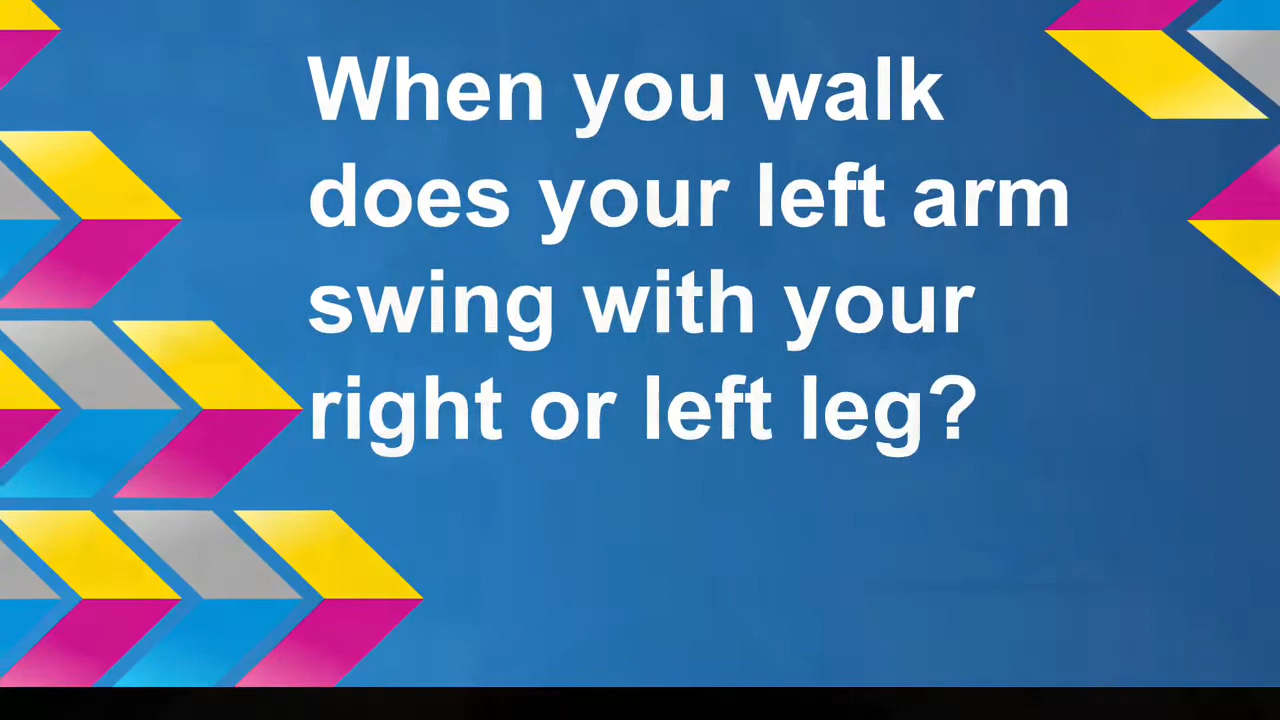 When you walk
does your left arm
swing with your
right or left leg?